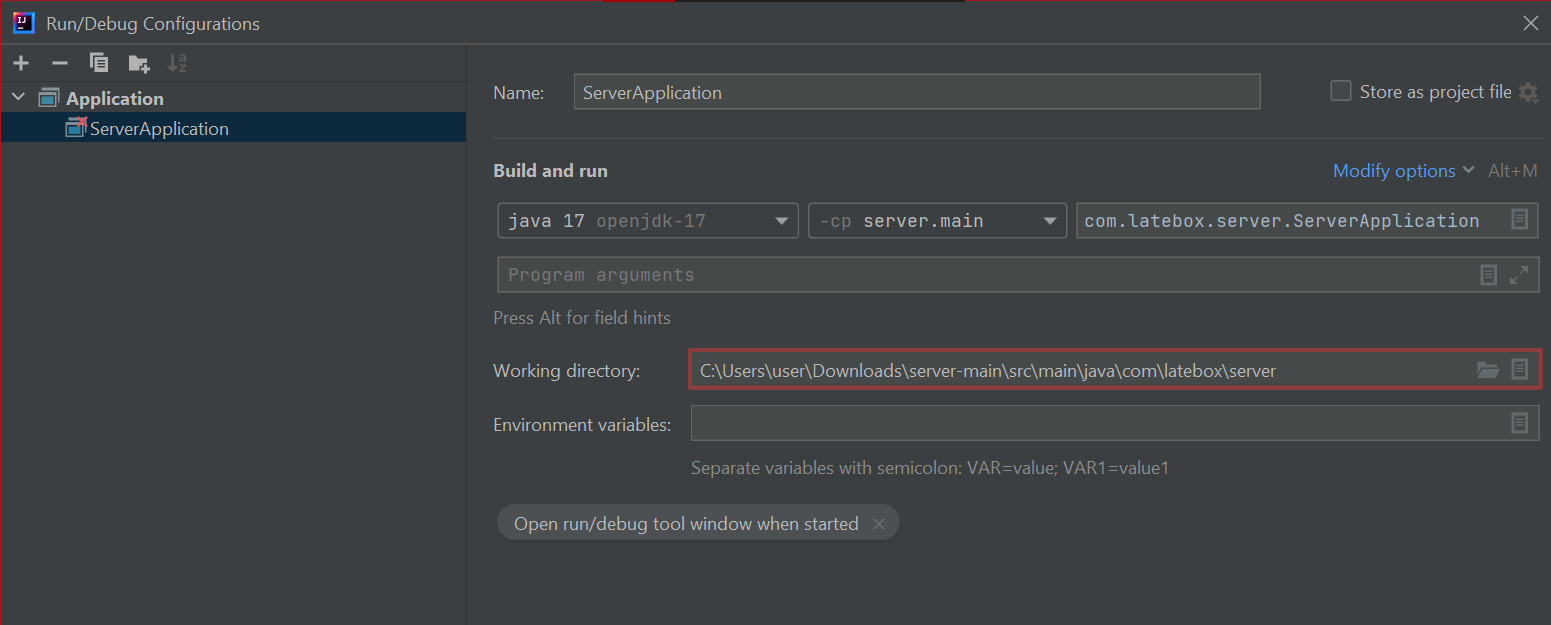 Run/Debug Configurations
Application
ServerApplication
Name: ServerApplication Store as project file
Build and run Modify options Alt+M
java 17 openjdk-17 -cp server.main com.latebox.server.ServerApplication
Program arguments
Press Alt for field hints
Working directory: C:\Users\user\Downloads\server-main\src\main\java\com\latebox\server
Environment variables:
Separate variables with semicolon: VAR=value; VAR1=value1
Open run/debug tool window when started